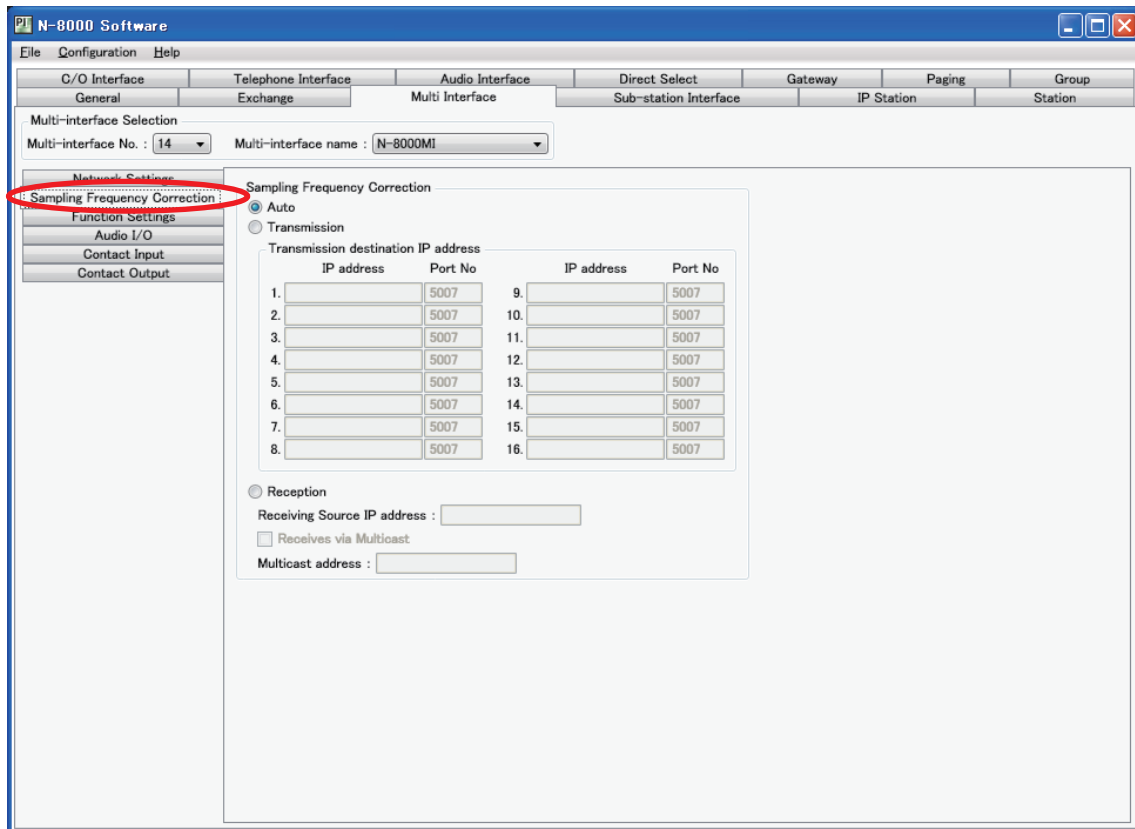 N-8000 Software
File Configuration Help
C/O Interface Telephone Interface Audio Interface Direct Select Gateway Paging Group
General Exchange Multi Interface Sub-station Interface IP Station Station
Multi-interface Selection
Multi-interface No. : 14 Multi-interface name : N-8000MI
Network Settings
Sampling Frequency Correction
Function Settings
Audio I/O
Contact Input
Contact Output
Sampling Frequency Correction
Auto
Transmission
Transmission destination IP address
IP address Port No IP address Port No
1. 5007 9. 5007
2. 5007 10. 5007
3. 5007 11. 5007
4. 5007 12. 5007
5. 5007 13. 5007
6. 5007 14. 5007
7. 5007 15. 5007
8. 5007 16. 5007
Reception
Receiving Source IP address :
Receives via Multicast
Multicast address :